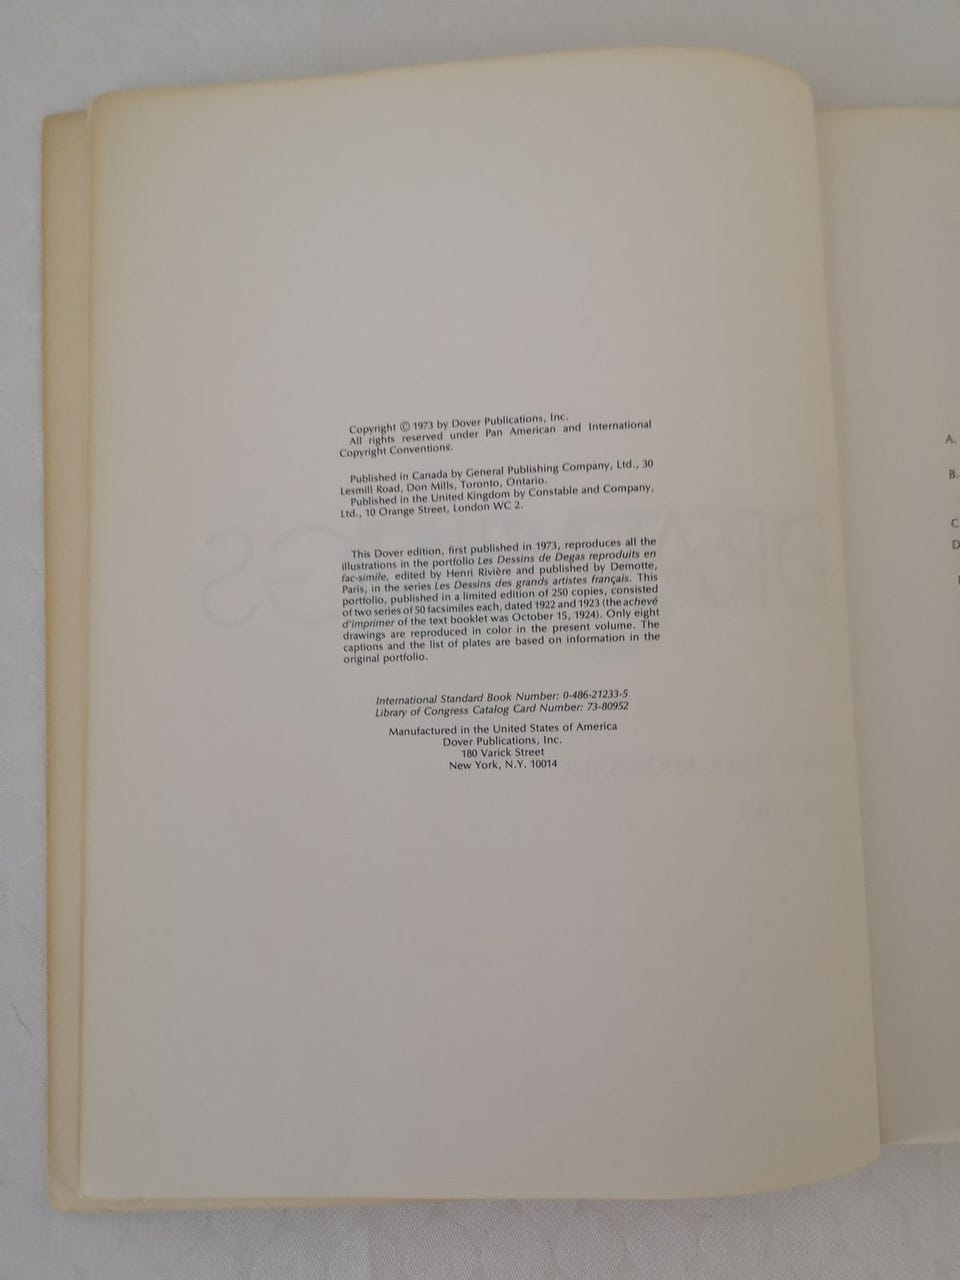 Copyright © 1973 by Dover Publications, Inc.
All rights reserved under Pan American and International
Copyright Conventions.
Published in Canada by General Publishing Company, Ltd., 30
Lesmill Road, Don Mills, Toronto, Ontario.
Published in the United Kingdom by Constable and Company,
Ltd., 10 Orange Street, London WC 2.
This Dover edition, first published in 1973, reproduces all the
illustrations in the portfolio Les Dessins de Degas reproduits en
fac-simile, edited by Henri Rivière and published by Demotte,
Paris, in the series Les Dessins des grands artistes français. This
portfolio, published in a limited edition of 250 copies, consisted
of two series of 50 facsimiles each, dated 1922 and 1923 (the achevé
d'imprimer of the text booklet was October 15, 1924). Only eight
drawings are reproduced in color in the present volume. The
captions and the list of plates are based on information in the
original portfolio.
International Standard Book Number: 0-486-21233-5
Library of Congress Catalog Card Number: 73-80952
Manufactured in the United States of America
Dover Publications, Inc.
180 Varick Street
New York, N.Y. 10014
A.
B.
C
D